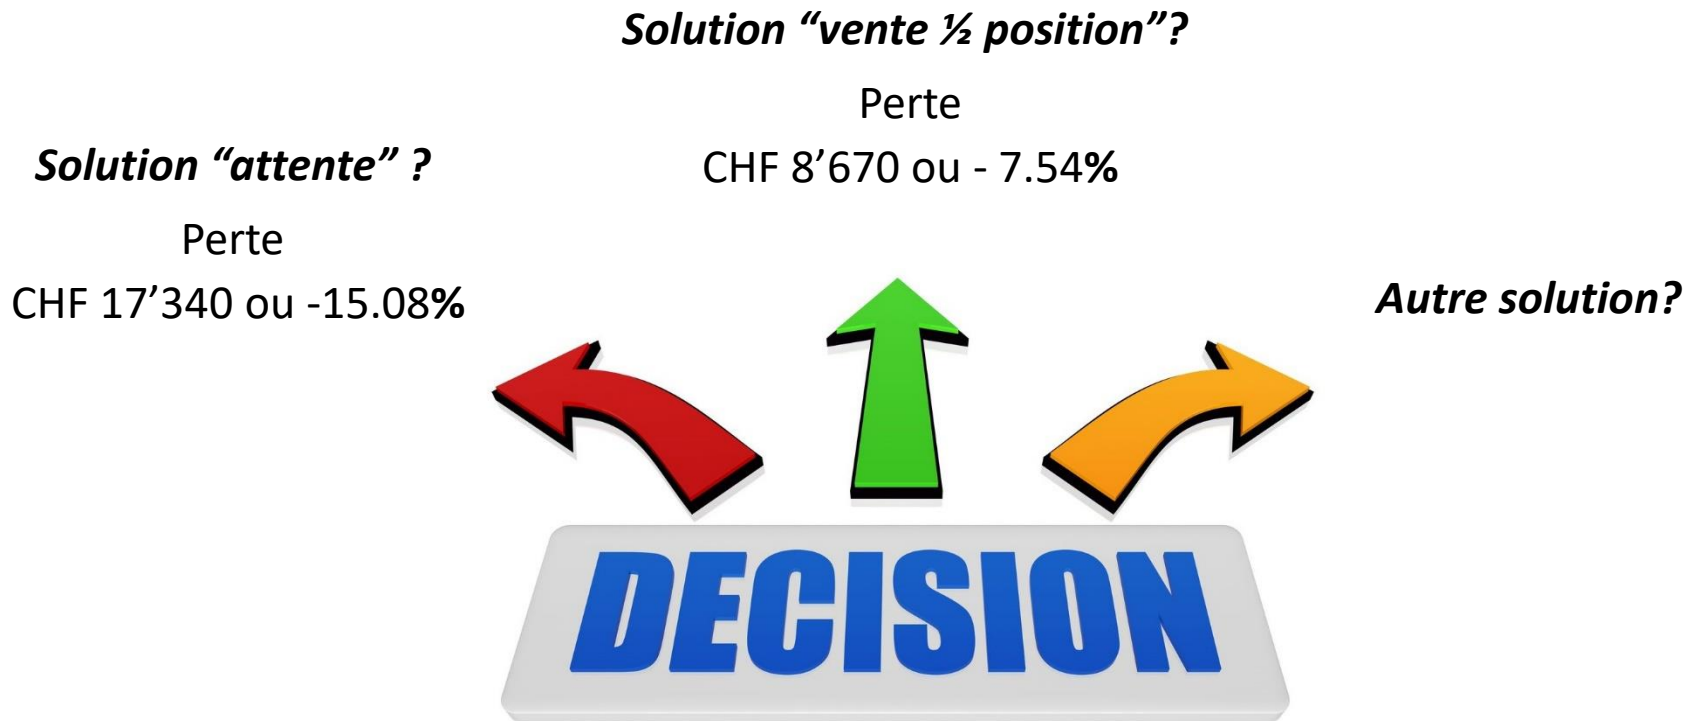 Solution “vente ½ position”?
Perte
CHF 8’670 ou - 7.54%
Solution “attente” ?
Perte
CHF 17’340 ou -15.08%
Autre solution?
DECISION